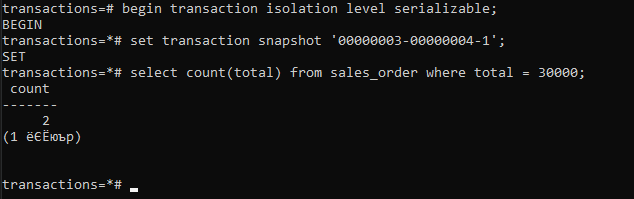 transactions=# begin transaction isolation level serializable;
BEGIN
transactions=*# set transaction snapshot '00000003-00000004-1';
SET
transactions=*# select count(total) from sales_order where total = 30000;
count
-------
2
(1 ёЄЁюър)
transactions=*#